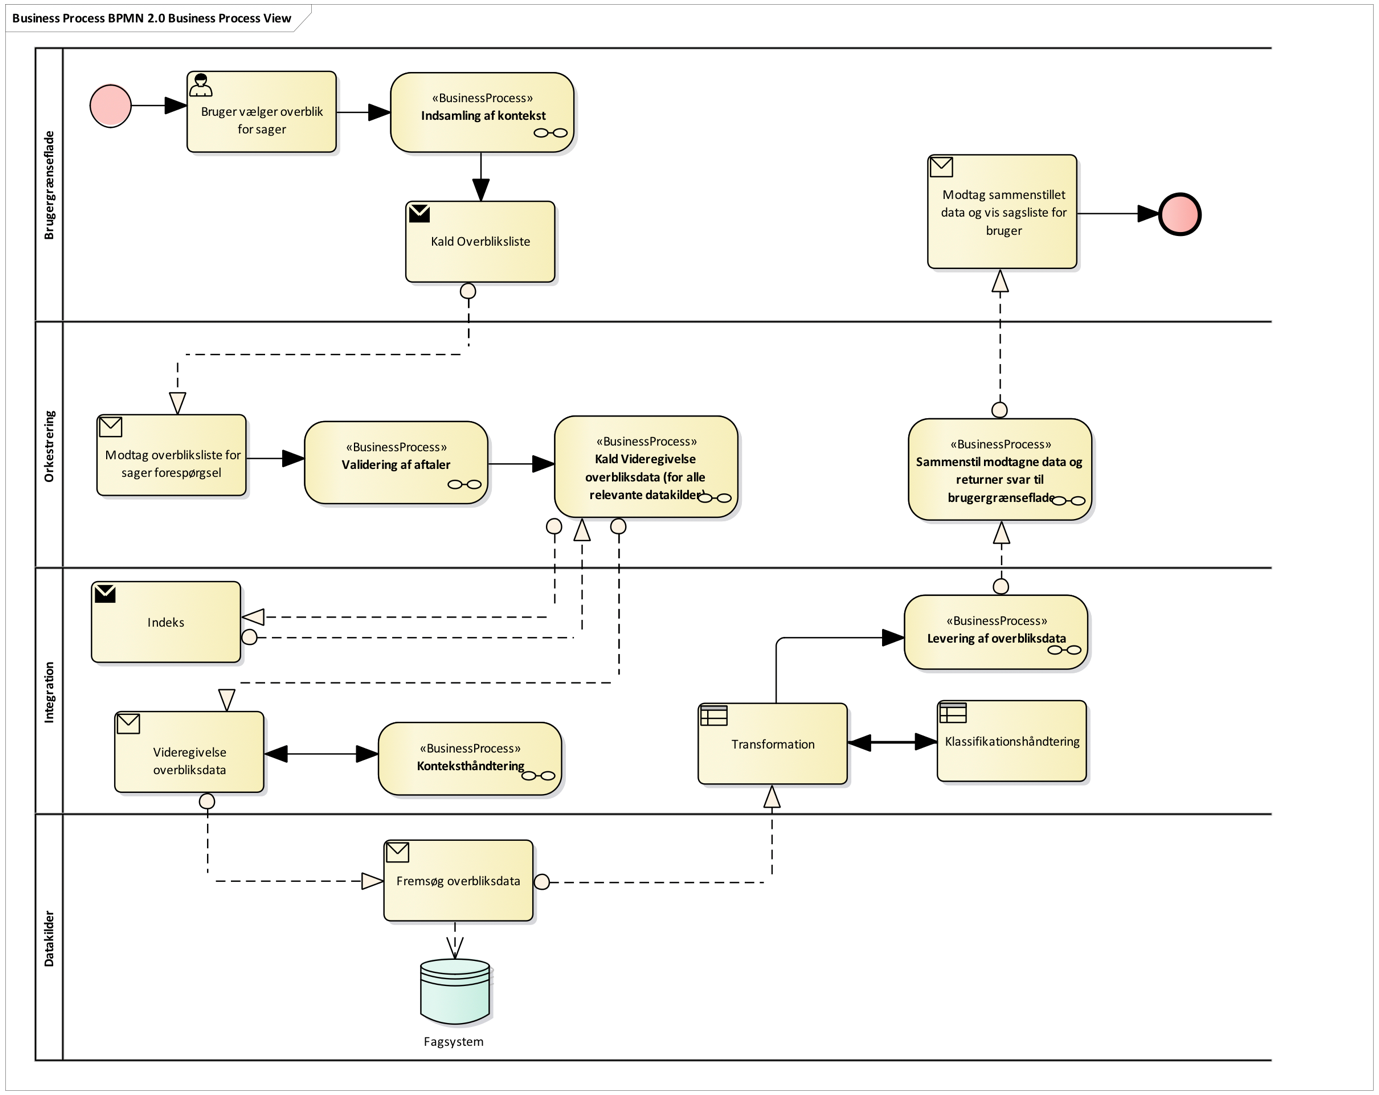 Business Process BPMN 2.0 Business Process View
Brugergrænseflade
Bruger vælger overblik
for sager
«BusinessProcess»
Indsamling af kontekst
Kald Overbliksliste
Modtag sammenstillet
data og vis sagsliste for
bruger
Orkestrering
Modtag overbliksliste for
sager forespørgsel
«BusinessProcess»
Validering af aftaler
«BusinessProcess»
Kald Videregivelse
overbliksdata (for alle
relevante datakilder)
«BusinessProcess»
Sammenstil modtagne data og
returner svar til
brugergrænseflade
Integration
Indeks
«BusinessProcess»
Levering af overbliksdata
Videregivelse
overbliksdata
«BusinessProcess»
Konteksthåndtering
Transformation
Klassifikationshåndtering
Datakilder
Fremsøg overbliksdata
Fagsystem